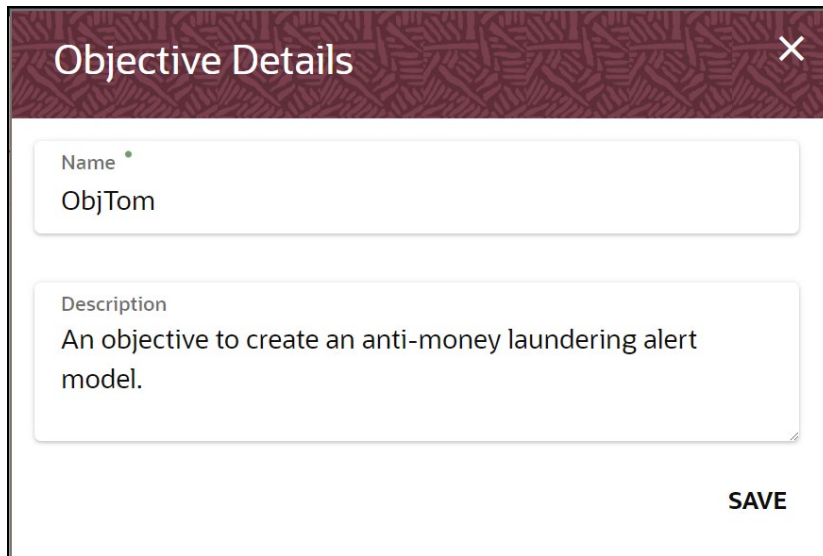 Objective Details
Name
ObjTom
Description
An objective to create an anti-money laundering alert
model.
SAVE